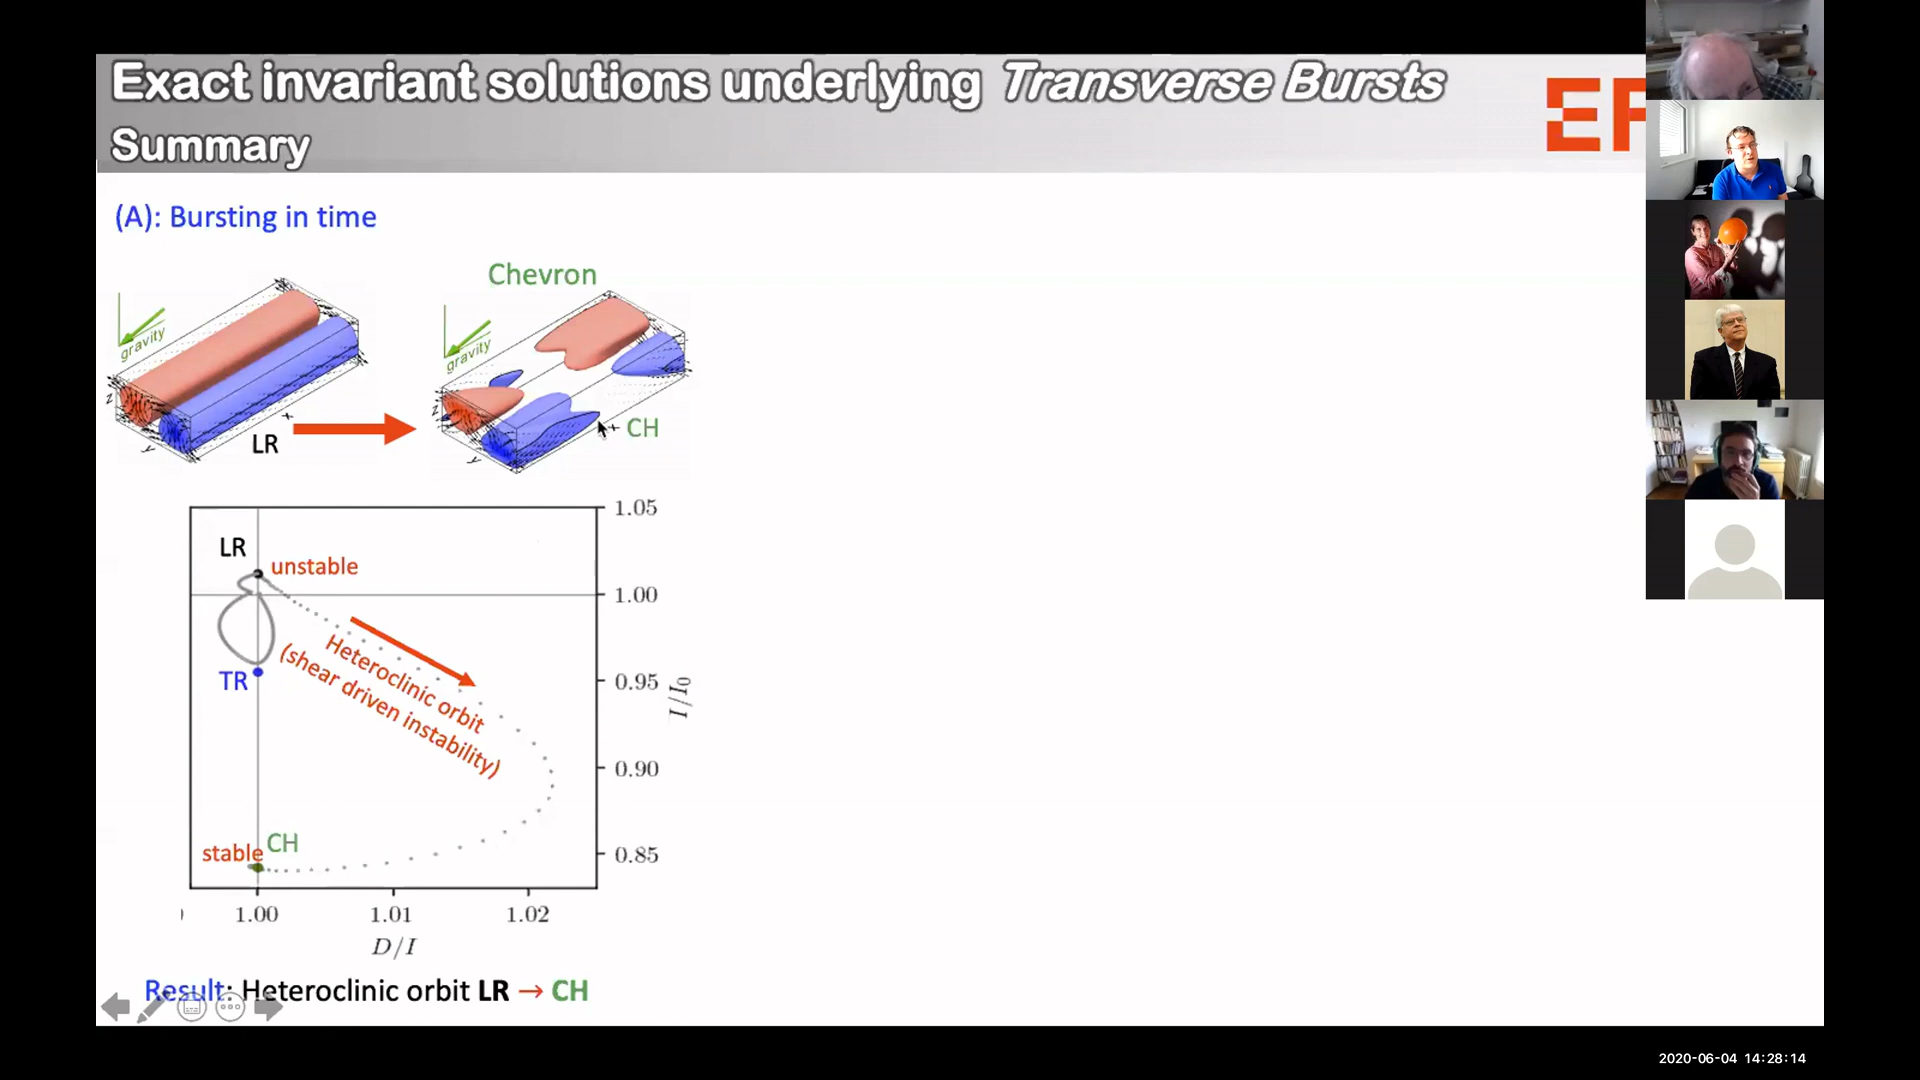 Exact invariant solutions underlying Transverse Bursts
Summary
EP
(A): Bursting in time
Chevron
gravity
gravity
z
y
x
LR
z
y
CH
1.05
LR
unstable
1.00
Heteroclinic orbit
(shear driven instability)
TR
0.95
I/I₀
0.90
CH
stable
0.85
1.00
1.01
1.02
D/I
Result: Heteroclinic orbit LR → CH
2020-06-04 14:28:14